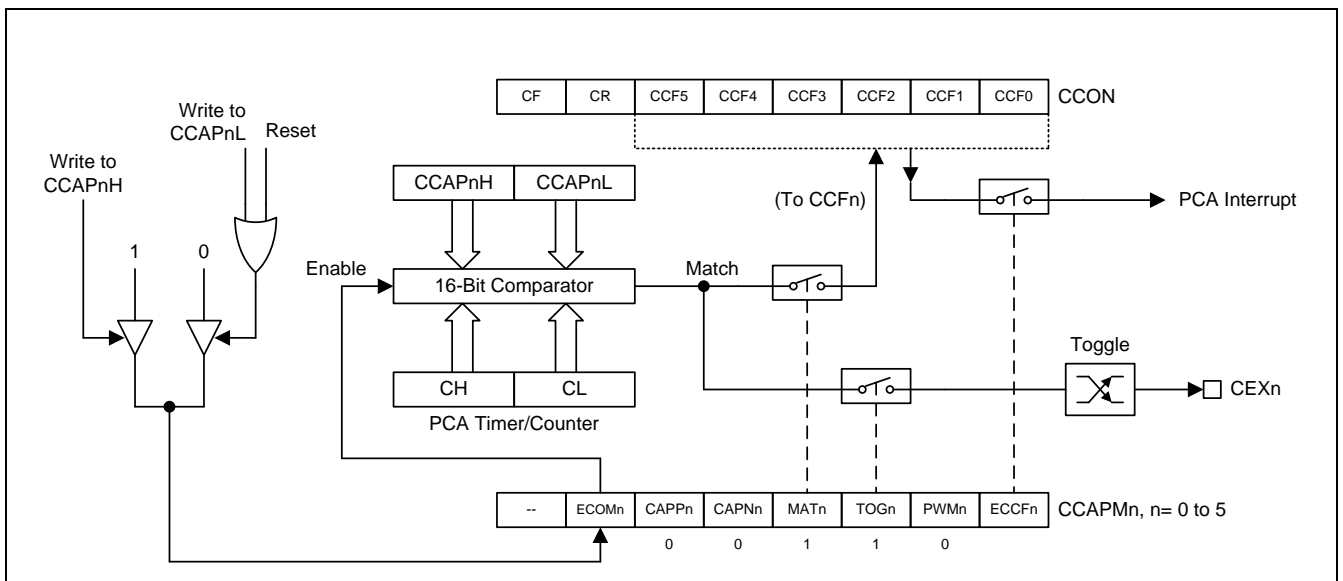 CF CR CCF5 CCF4 CCF3 CCF2 CCF1 CCF0 CCON
Write to
CCAPnL
Reset
Write to
CCAPnH
CCAPnH CCAPnL
(To CCFn)
PCA Interrupt
1 0
Enable
16-Bit Comparator
Match
Toggle
CH CL
CEXn
PCA Timer/Counter
-- ECOMn CAPPn CAPNn MATn TOGn PWMn ECCFn CCAPMn, n= 0 to 5
0 0 1 1 0